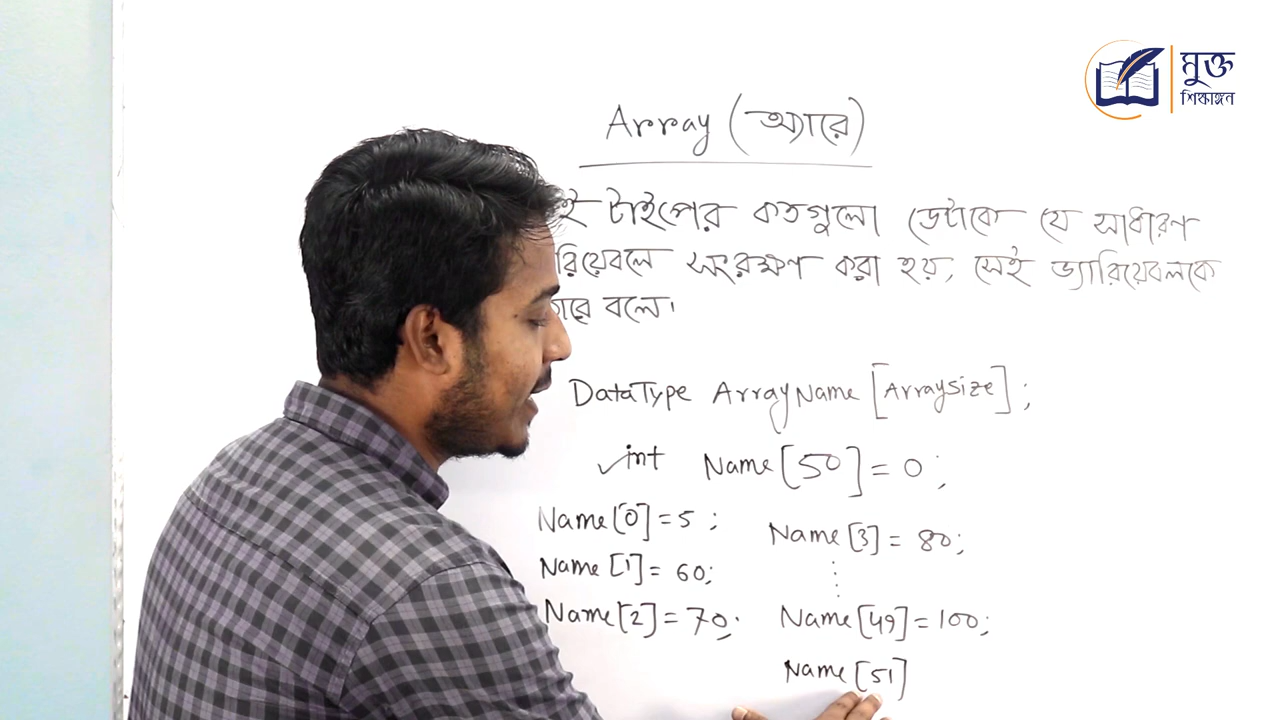 মুক্ত
শিক্ষাঙ্গন
Array (অ্যারে)
ই টাইপের কতগুলো ডেটাকে যে সাধারণ
রিয়েবলে সংরক্ষণ করা হয়, সেই ভ্যারিয়েবলকে
বলে।
DataType ArrayName [Arraysize];
✓int Name[50] = 0;
Name[0] = 5 ;
Name[1] = 60;
Name[2] = 70;
Name[3] = 80;
Name[49] = 100;
Name[51]